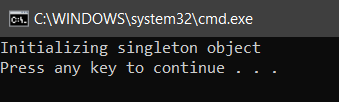 C:\WINDOWS\system32\cmd.exe
Initializing singleton object
Press any key to continue . . .